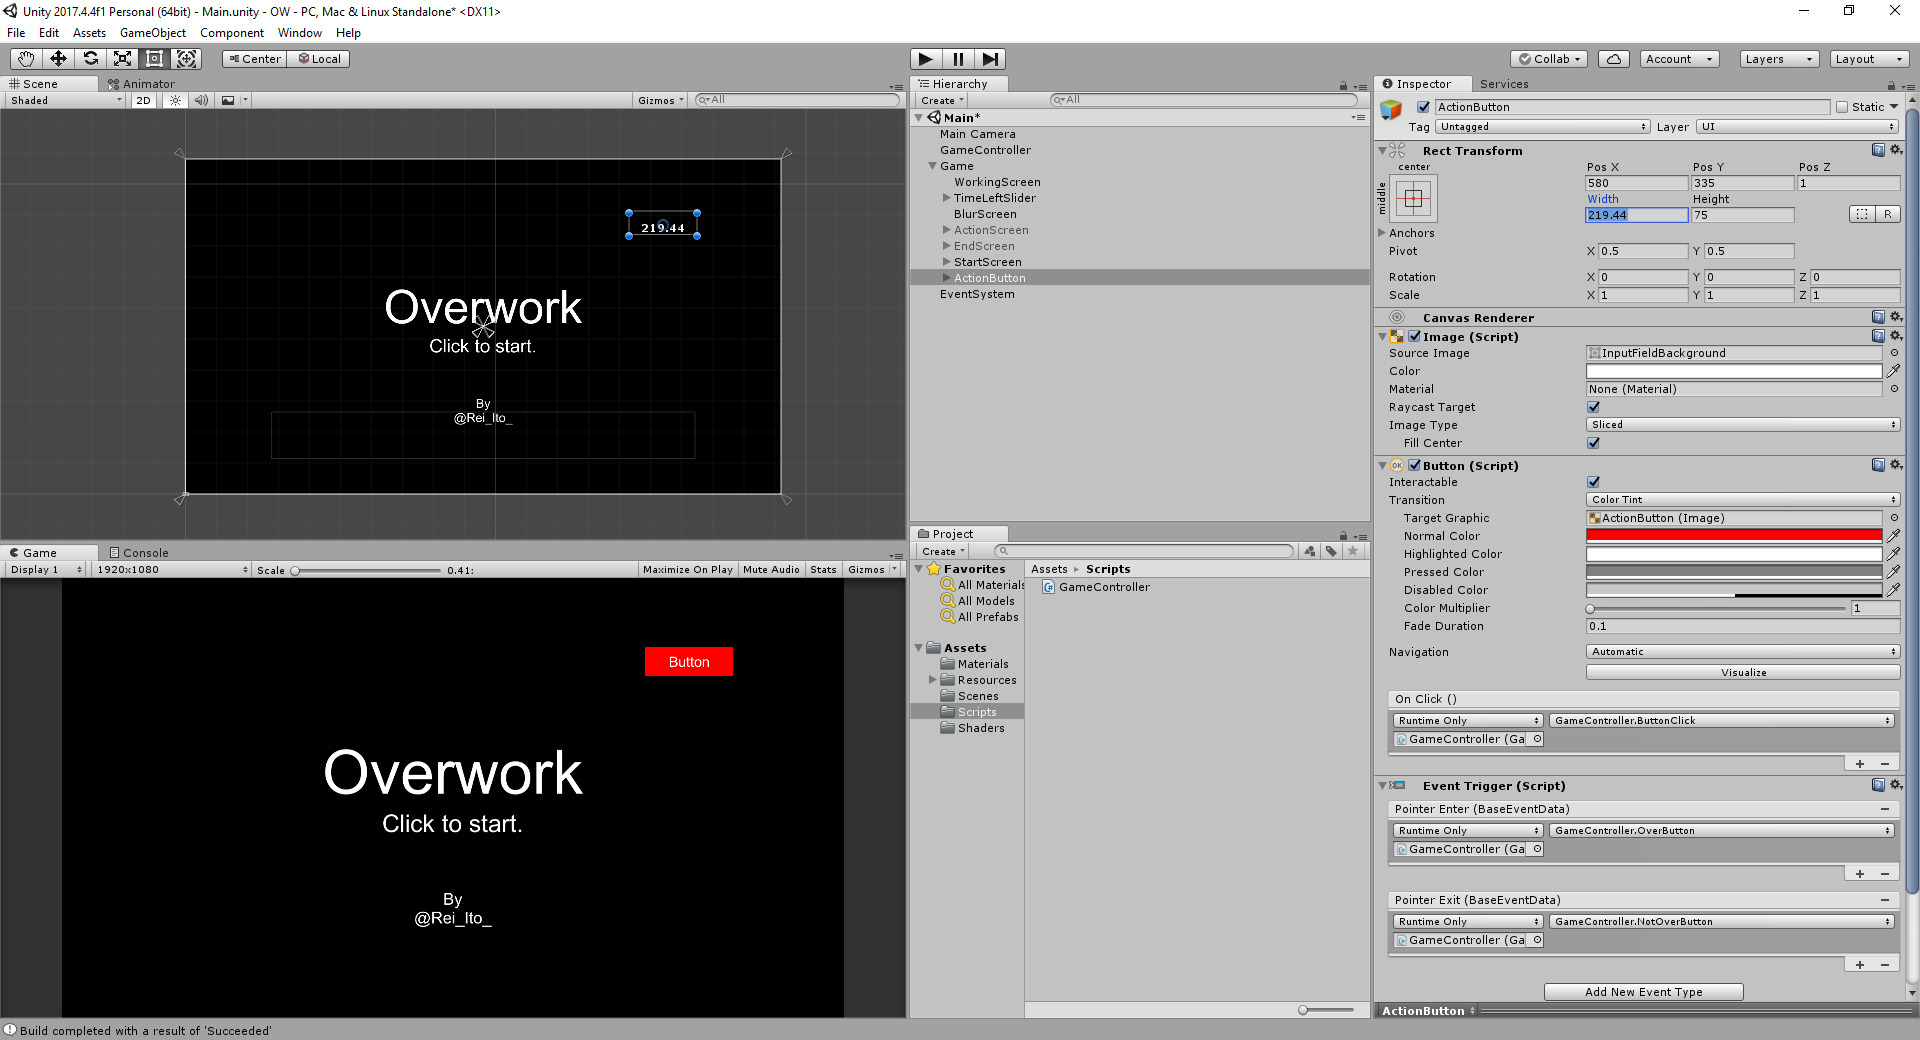 Unity 2017.4.4f1 Personal (64bit) - Main.unity - OW - PC, Mac & Linux Standalone* <DX11>
File Edit Assets GameObject Component Window Help
Center Local
Collab Account Layers Layout
Scene Animator
Shaded 2D Gizmos All
219.44
Overwork
Click to start.
By
@Rei_Ito_
Game Console
Display 1 1920x1080 Scale 0.41: Maximize On Play Mute Audio Stats Gizmos
Button
Overwork
Click to start.
By
@Rei_Ito_
Hierarchy
Create All
Main*
Main Camera
GameController
Game
WorkingScreen
TimeLeftSlider
BlurScreen
ActionScreen
EndScreen
StartScreen
ActionButton
EventSystem
Project
Create
Favorites
All Materials
All Models
All Prefabs
Assets
Materials
Resources
Scenes
Scripts
Shaders
Assets Scripts
GameController
Inspector Services
ActionButton Static
Tag Untagged Layer UI
Rect Transform
center
middle
Pos X Pos Y Pos Z
580 335 1
Width Height
219.44 75 R
Anchors
Pivot X 0.5 Y 0.5
Rotation X 0 Y 0 Z 0
Scale X 1 Y 1 Z 1
Canvas Renderer
Image (Script)
Source Image InputFieldBackground
Color
Material None (Material)
Raycast Target
Image Type Sliced
Fill Center
OK Button (Script)
Interactable
Transition Color Tint
Target Graphic ActionButton (Image)
Normal Color
Highlighted Color
Pressed Color
Disabled Color
Color Multiplier 1
Fade Duration 0.1
Navigation Automatic
Visualize
On Click ()
Runtime Only GameController.ButtonClick
GameController (Ga
Event Trigger (Script)
Pointer Enter (BaseEventData)
Runtime Only GameController.OverButton
GameController (Ga
Pointer Exit (BaseEventData)
Runtime Only GameController.NotOverButton
GameController (Ga
Add New Event Type
ActionButton
Build completed with a result of 'Succeeded'